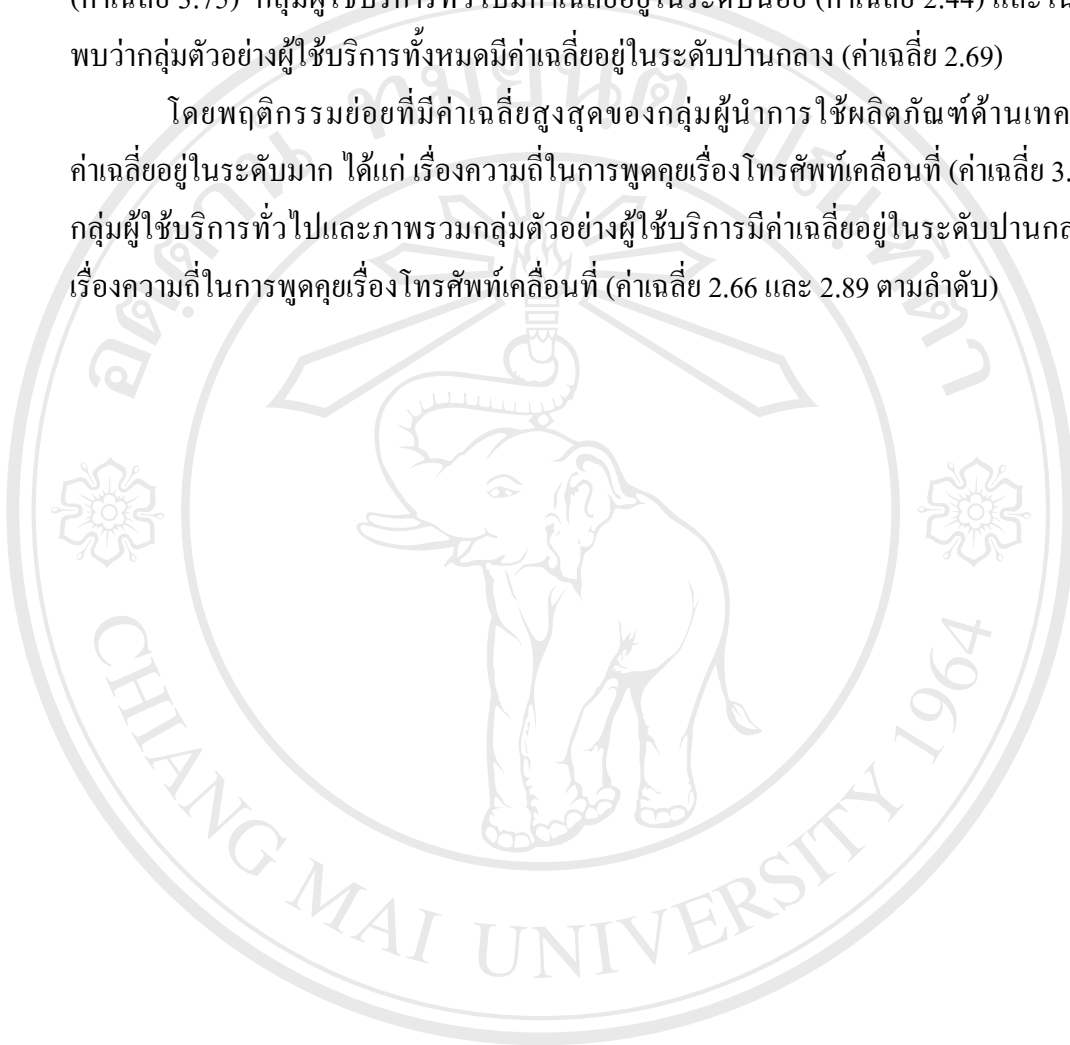 (ค่าเฉลี่ย 3.75) กลุ่มผู้ใช้บริการทั่วไปมีค่าเฉลี่ยอยู่ในระดับน้อย (ค่าเฉลี่ย 2.44) และใน
พบว่ากลุ่มตัวอย่างผู้ใช้บริการทั้งหมดมีค่าเฉลี่ยอยู่ในระดับปานกลาง (ค่าเฉลี่ย 2.69)
โดยพฤติกรรมย่อยที่มีค่าเฉลี่ยสูงสุดของกลุ่มผู้นำการใช้ผลิตภัณฑ์ด้านเทค
ค่าเฉลี่ยอยู่ในระดับมาก ได้แก่ เรื่องความถี่ในการพูดคุยเรื่องโทรศัพท์เคลื่อนที่ (ค่าเฉลี่ย 3.
กลุ่มผู้ใช้บริการทั่วไปและภาพรวมกลุ่มตัวอย่างผู้ใช้บริการมีค่าเฉลี่ยอยู่ในระดับปานกล
เรื่องความถี่ในการพูดคุยเรื่องโทรศัพท์เคลื่อนที่ (ค่าเฉลี่ย 2.66 และ 2.89 ตามลำดับ)
อตฺตานํ ทมยนฺติ ปณฺฑิตา
CHIANG MAI UNIVERSITY 1964